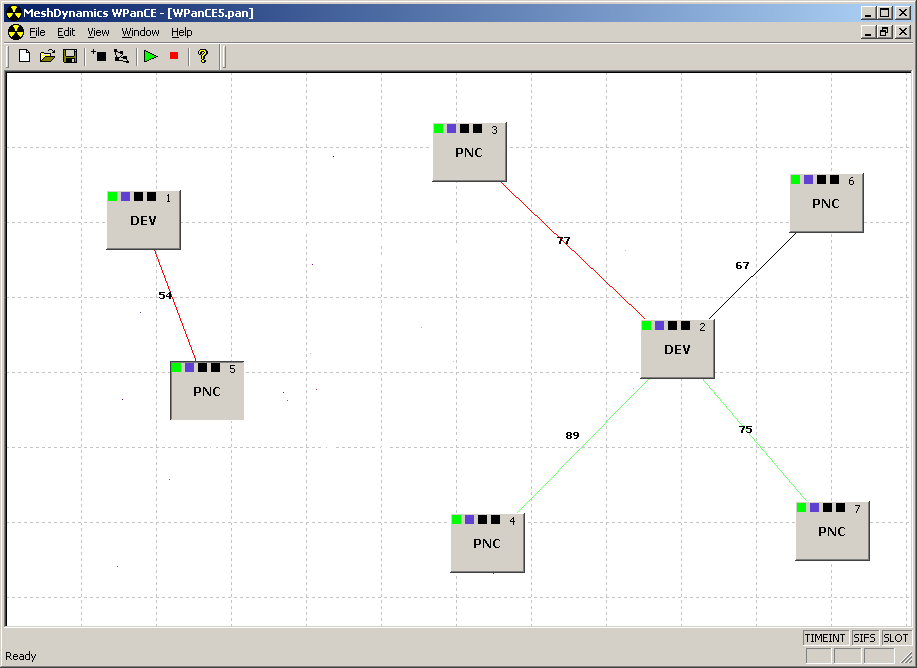 MeshDynamics WPanCE - [WPanCE5.pan]
File Edit View Window Help
3
PNC
6
PNC
1
DEV
77
67
54
2
DEV
5
PNC
89
75
4
PNC
7
PNC
TIMEINT SIFS SLOT
Ready